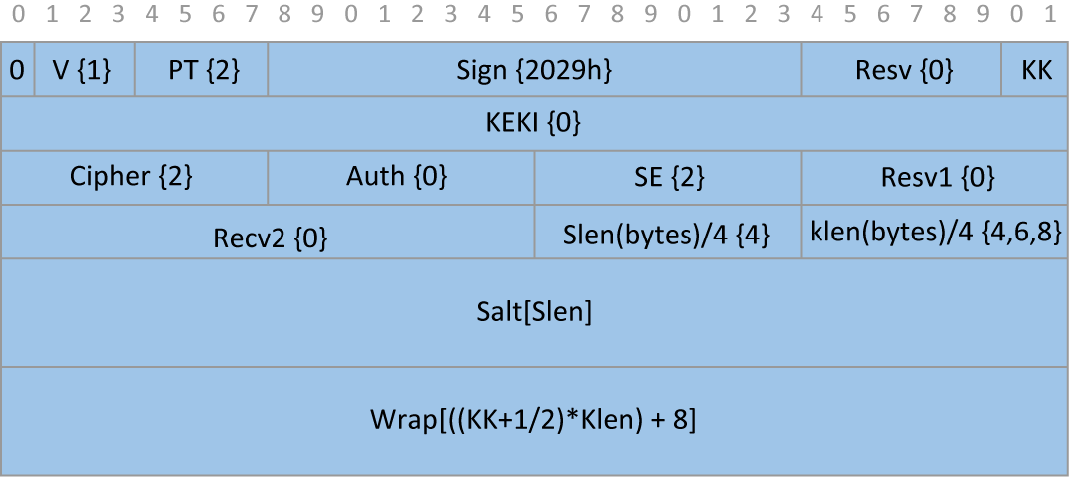 0 1 2 3 4 5 6 7 8 9 0 1 2 3 4 5 6 7 8 9 0 1 2 3 4 5 6 7 8 9 0 1
0 V {1} PT {2} Sign {2029h} Resv {0} KK
KEKI {0}
Cipher {2} Auth {0} SE {2} Resv1 {0}
Recv2 {0} Slen(bytes)/4 {4} klen(bytes)/4 {4,6,8}
Salt[Slen]
Wrap[((KK+1/2)*Klen) + 8]